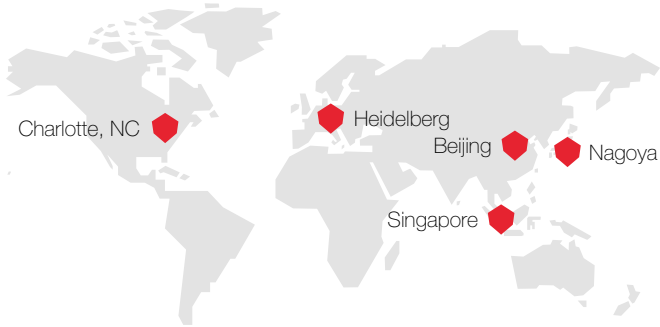 Charlotte, NC
Heidelberg
Beijing
Nagoya
Singapore